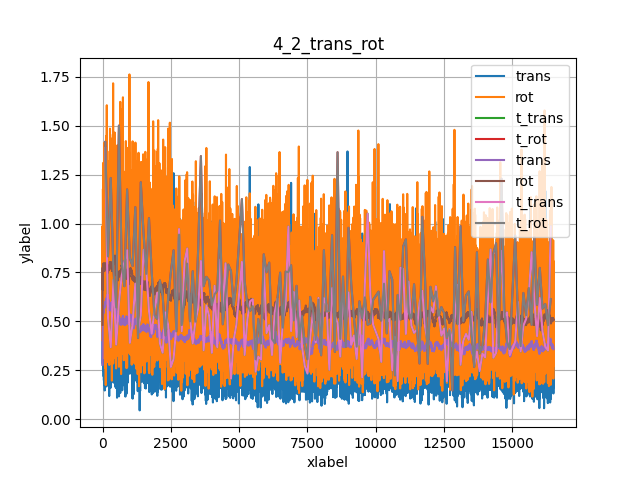 4_2_trans_rot
1.75
1.50
1.25
1.00
0.75
0.50
0.25
0.00
ylabel
0
2500
5000
7500
10000
12500
15000
xlabel
trans
rot
t_trans
t_rot
trans
rot
t_trans
t_rot